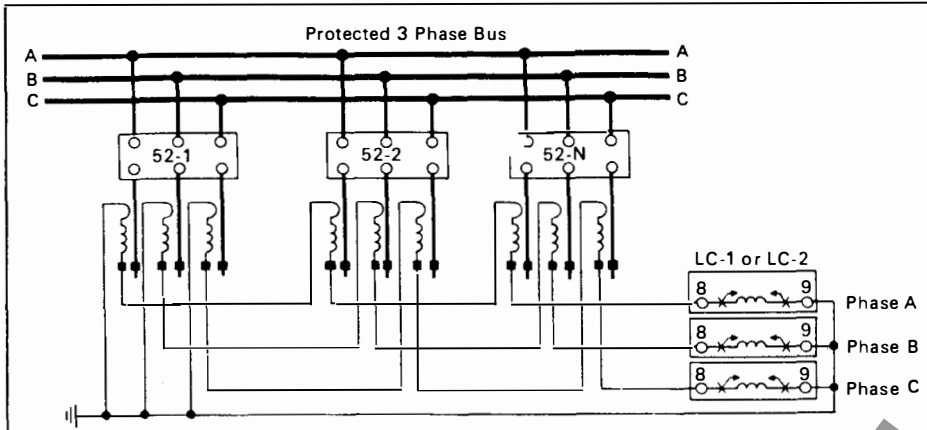 Protected 3 Phase Bus
A A
B B
C C
52-1 52-2 52-N
LC-1 or LC-2
8 9 Phase A
8 9 Phase B
8 9 Phase C